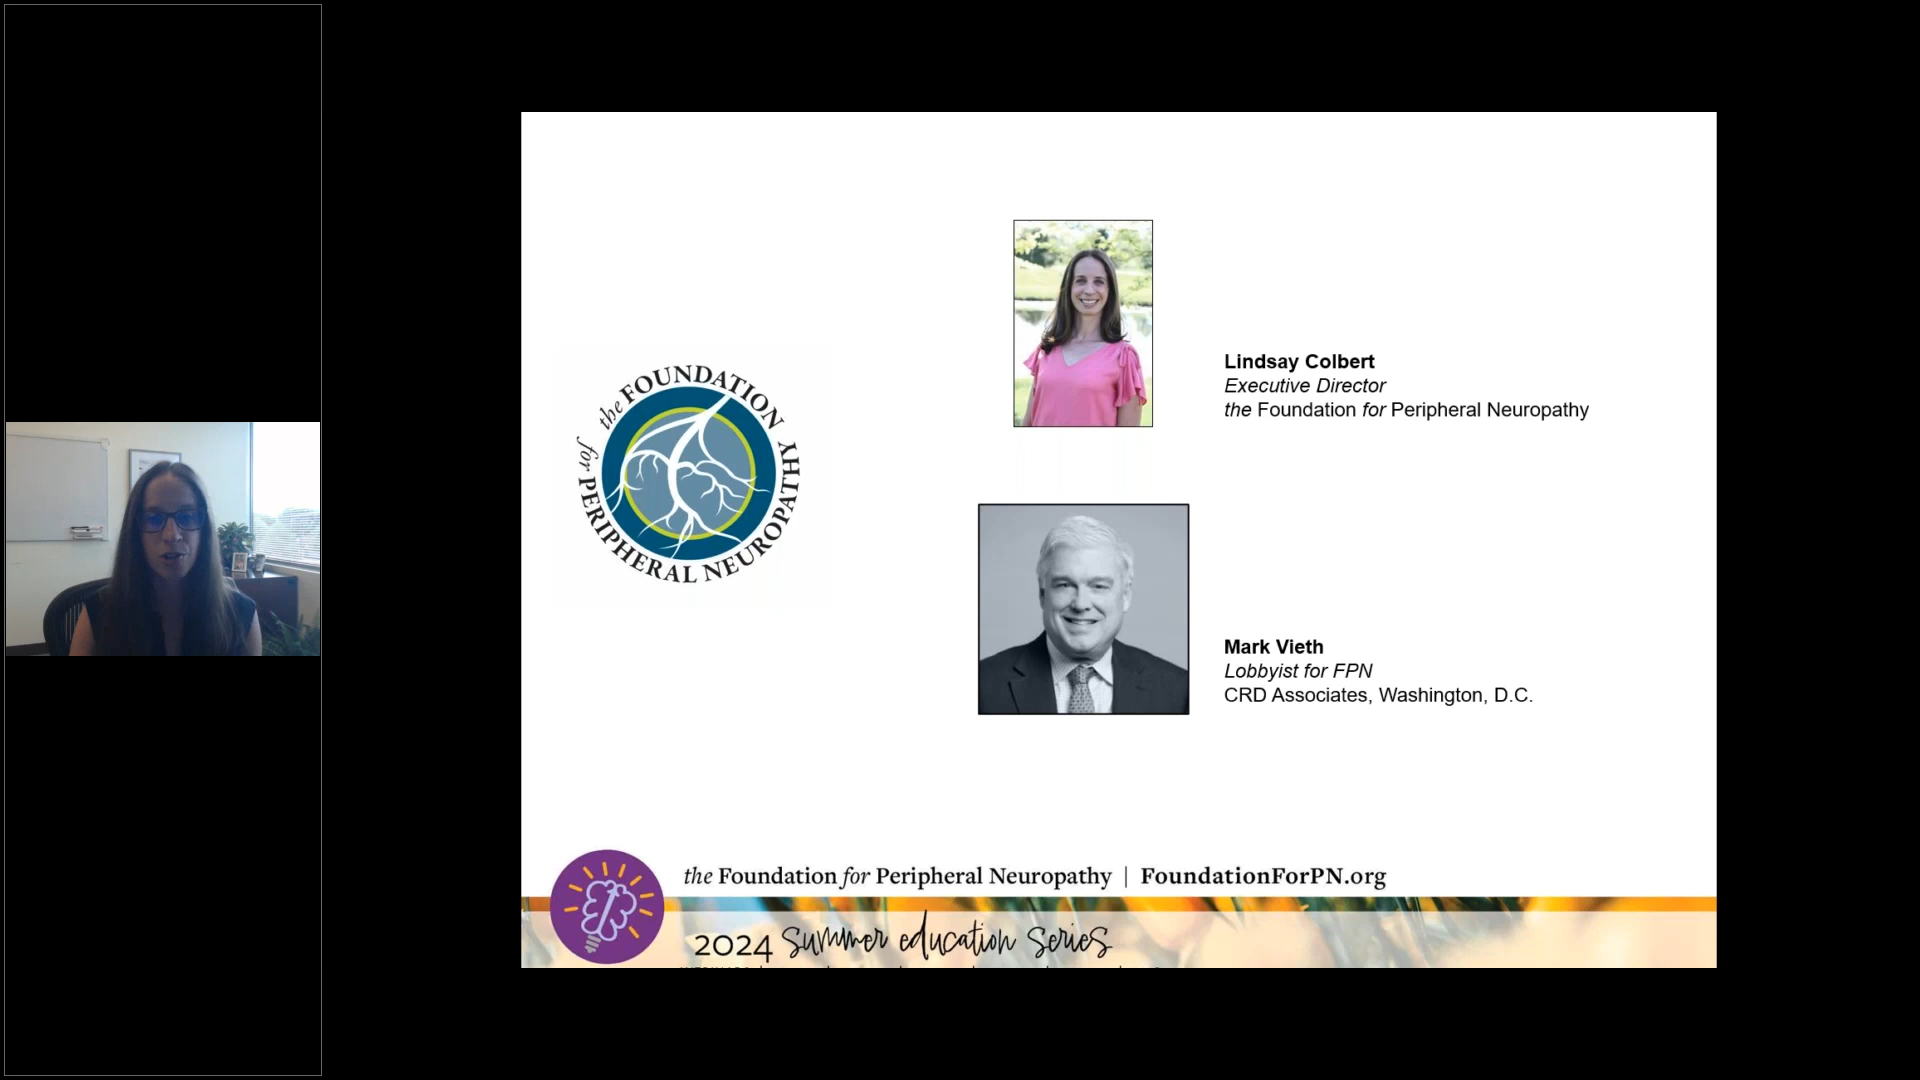 the FOUNDATION
for PERIPHERAL NEUROPATHY
Lindsay Colbert
Executive Director
the Foundation for Peripheral Neuropathy
Mark Vieth
Lobbyist for FPN
CRD Associates, Washington, D.C.
the Foundation for Peripheral Neuropathy | FoundationForPN.org
2024 summer education series